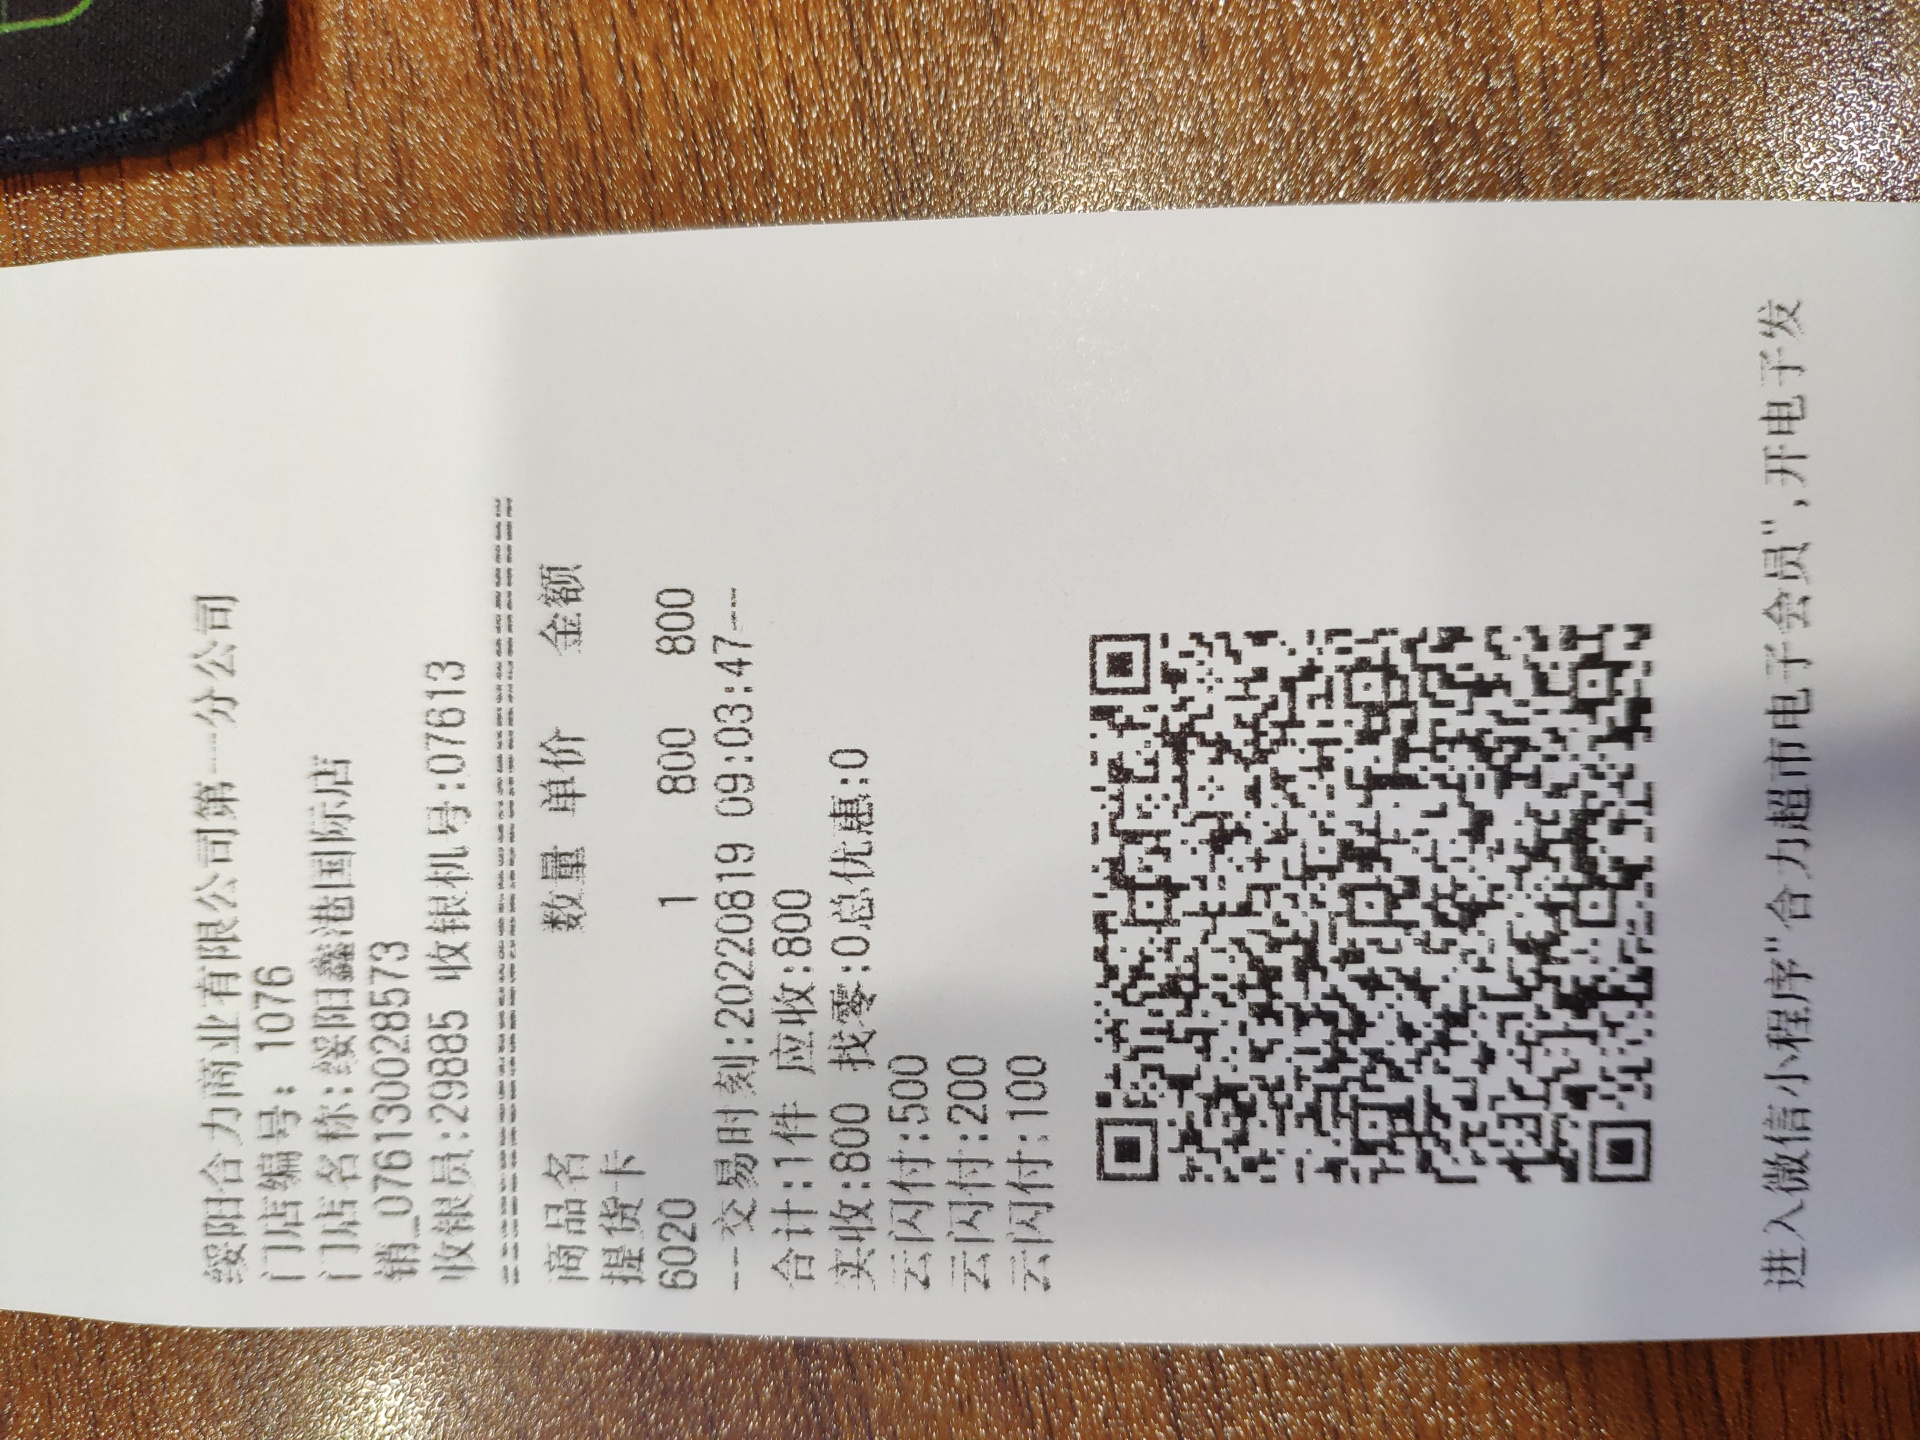 绥阳合力商业有限公司第一分公司
门店编号: 1076
门店名称:绥阳鑫港国际店
销_076130028573
收银员:29885 收银机号:07613
商品名 数量 单价 金额
提货卡
6020 1 800 800
--交易时刻:20220819 09:03:47--
合计:1件 应收:800
实收:800 找零:0总优惠:0
云闪付:500
云闪付:200
云闪付:100
进入微信小程序"合力超市电子会员",开电子发